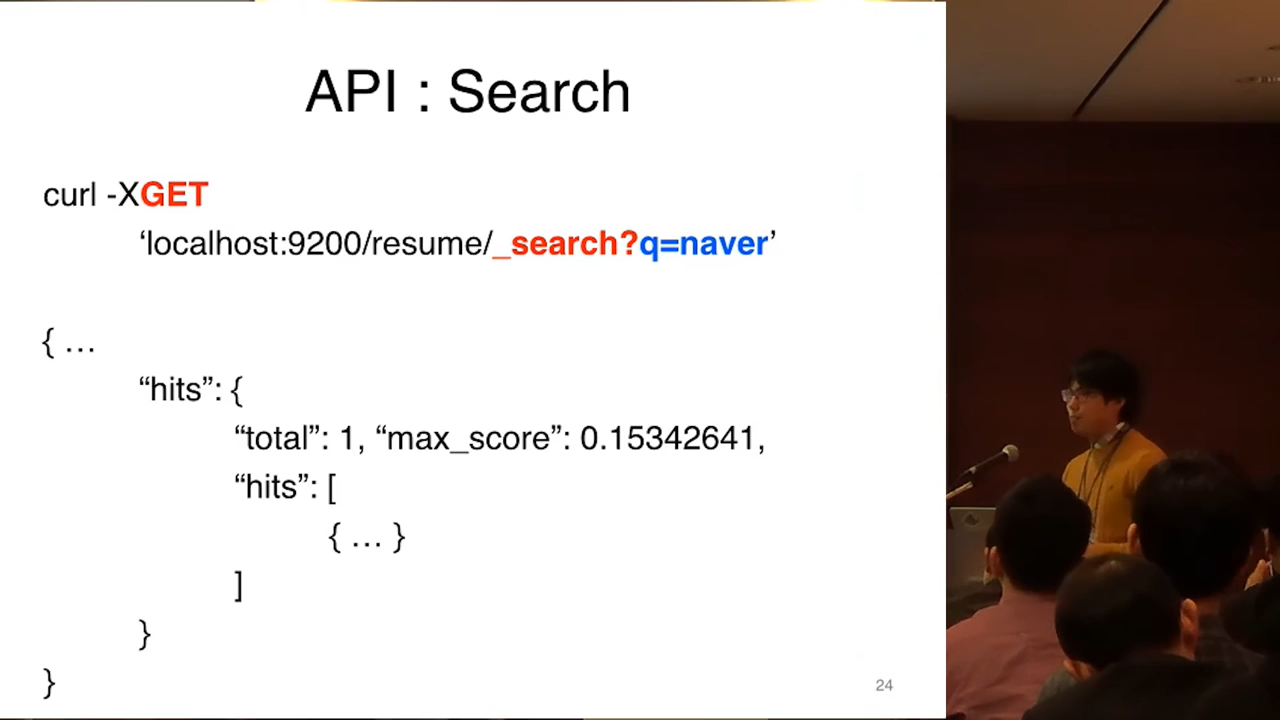 API : Search
curl -XGET
‘localhost:9200/resume/_search?q=naver’
{ …
“hits”: {
“total”: 1, “max_score”: 0.15342641,
“hits”: [
{ … }
]
}
}
24